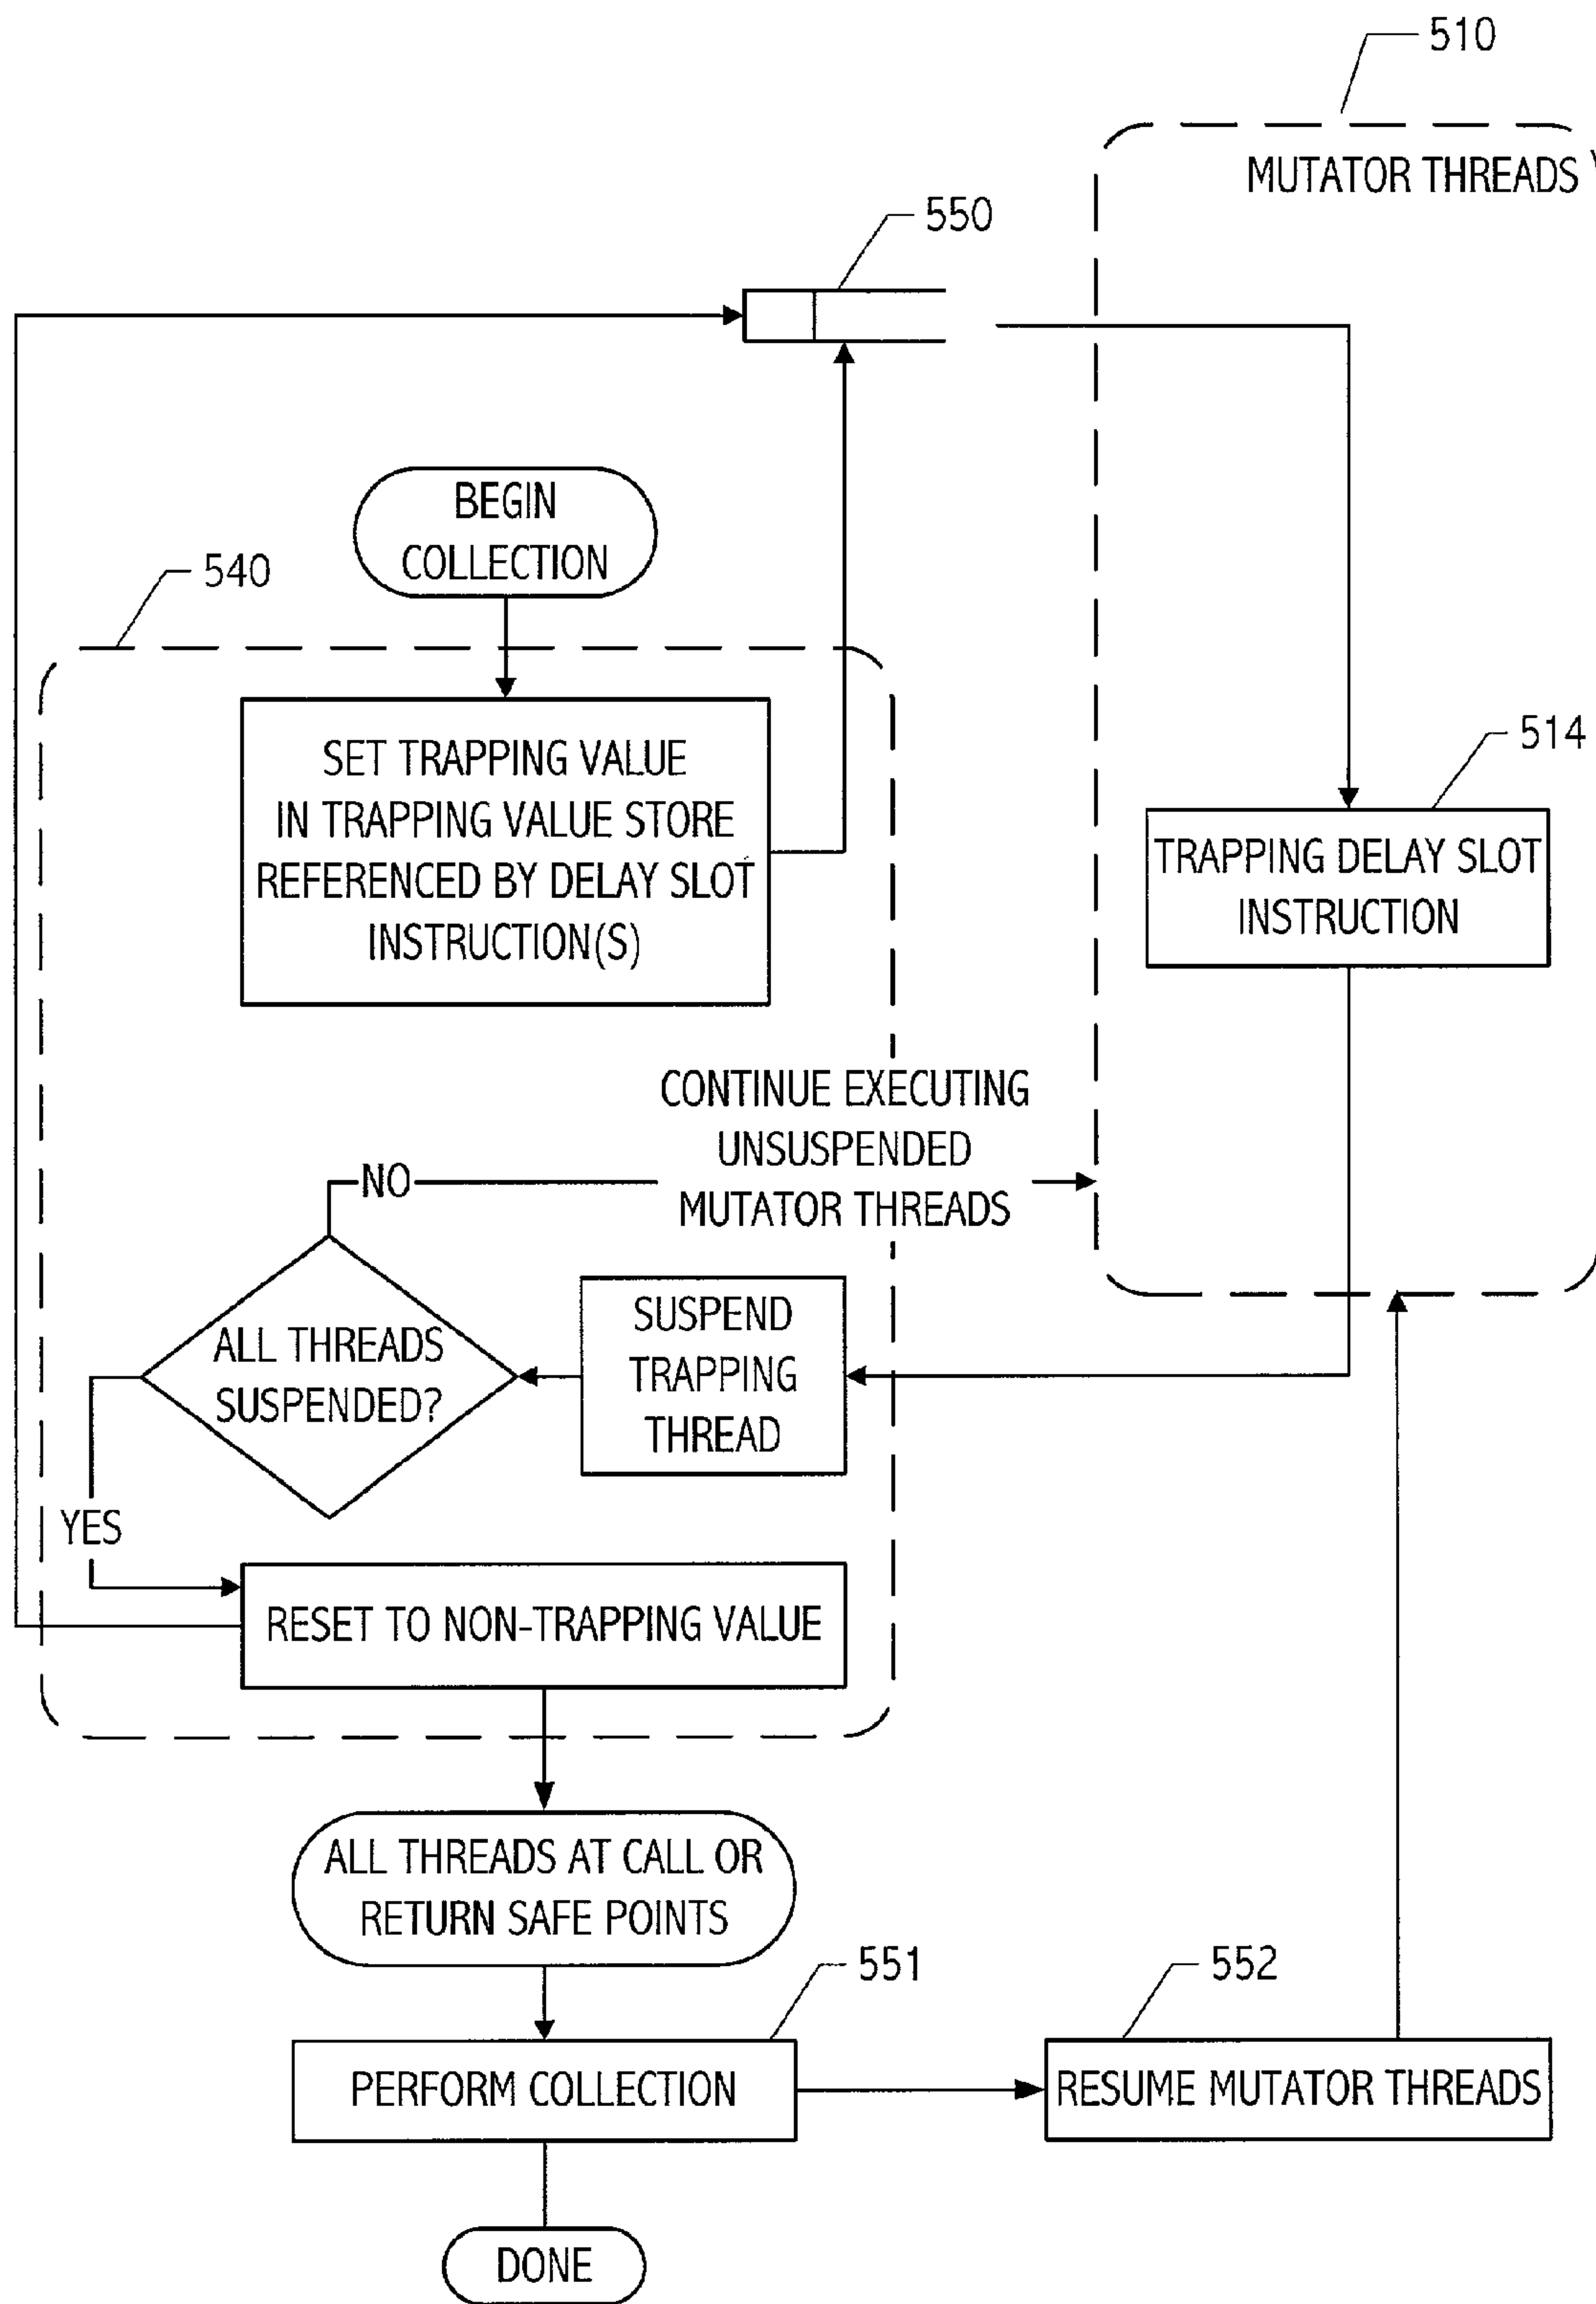 510
MUTATOR THREADS
550
BEGIN
COLLECTION
540
SET TRAPPING VALUE
IN TRAPPING VALUE STORE
REFERENCED BY DELAY SLOT
INSTRUCTION(S)
514
TRAPPING DELAY SLOT
INSTRUCTION
CONTINUE EXECUTING
UNSUSPENDED
MUTATOR THREADS
NO
ALL THREADS
SUSPENDED?
SUSPEND
TRAPPING
THREAD
YES
RESET TO NON-TRAPPING VALUE
ALL THREADS AT CALL OR
RETURN SAFE POINTS
551
552
PERFORM COLLECTION
RESUME MUTATOR THREADS
DONE